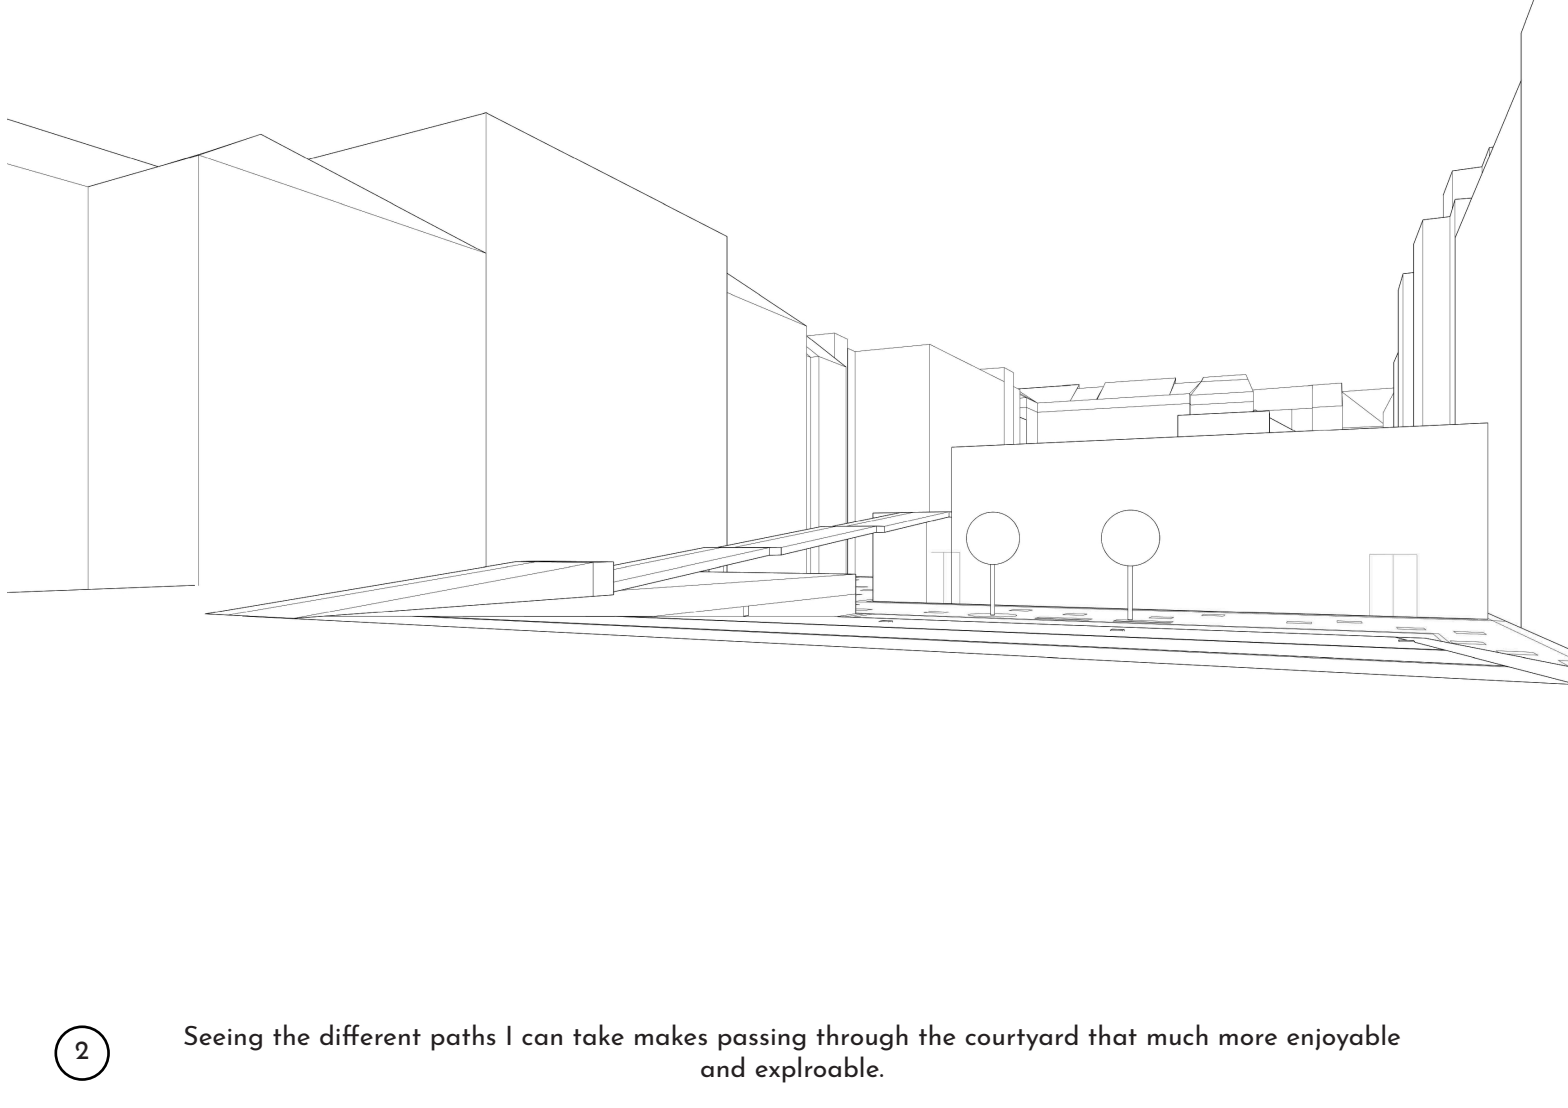 2
Seeing the different paths I can take makes passing through the courtyard that much more enjoyable
and explroable.